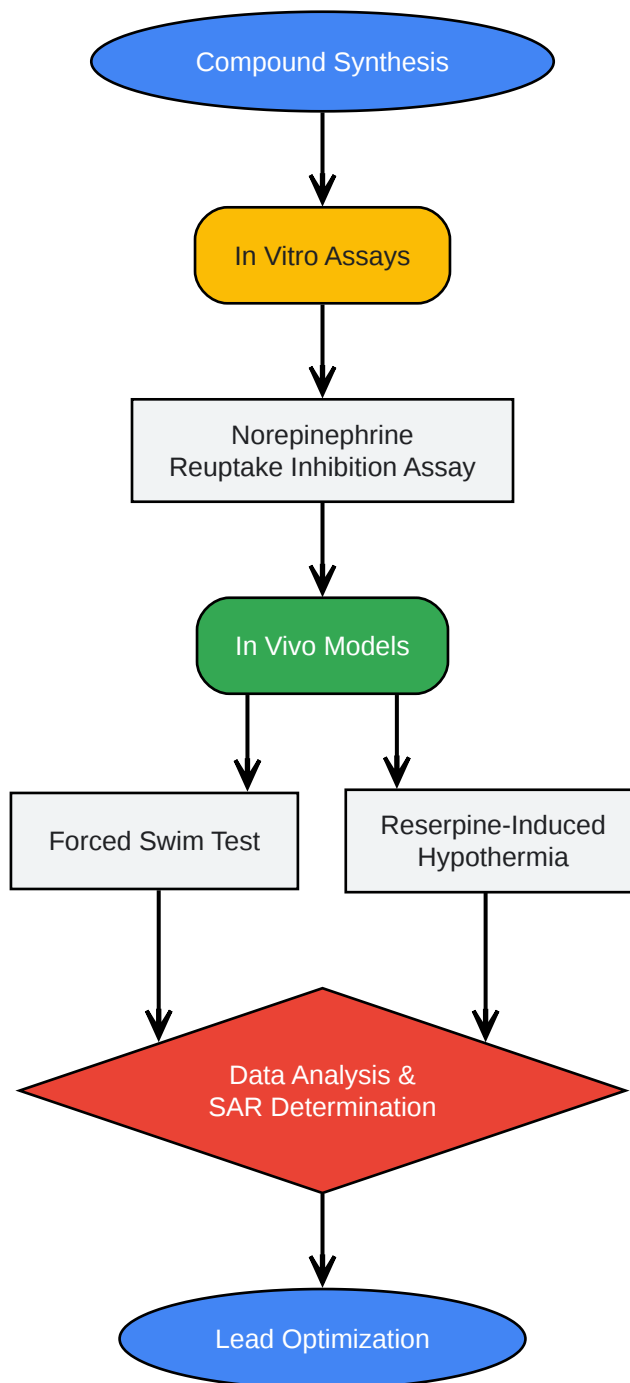 Compound Synthesis
In Vitro Assays
Norepinephrine
Reuptake Inhibition Assay
In Vivo Models
Forced Swim Test
Reserpine-Induced
Hypothermia
Data Analysis &
SAR Determination
Lead Optimization